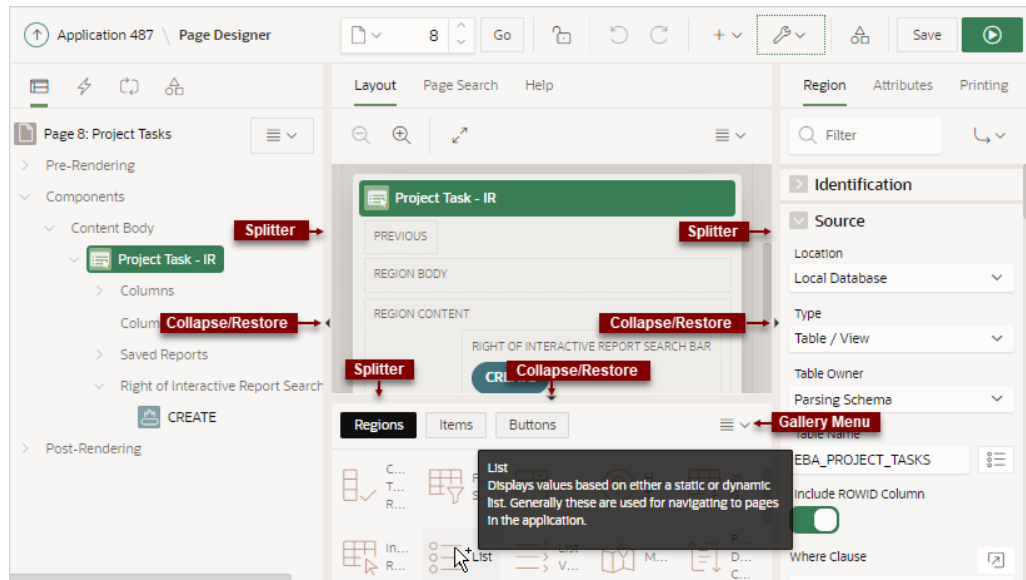 Application 487 \ Page Designer
8
Go
Save
Layout
Page Search
Help
Region
Attributes
Printing
Page 8: Project Tasks
Filter
Pre-Rendering
Components
Content Body
Project Task - IR
Columns
Colum
Saved Reports
Right of Interactive Report Search
CREATE
Post-Rendering
Splitter
Collapse/Restore
Project Task - IR
PREVIOUS
REGION BODY
REGION CONTENT
RIGHT OF INTERACTIVE REPORT SEARCH BAR
Splitter
Collapse/Restore
Splitter
Collapse/Restore
Regions
Items
Buttons
Gallery Menu
C...
T...
R...
List
Displays values based on either a static or dynamic
list. Generally these are used for navigating to pages
in the application.
In...
R...
List
List
V...
M...
D...
C...
Identification
Source
Location
Local Database
Type
Table / View
Table Owner
Parsing Schema
Table Name
EBA_PROJECT_TASKS
Include ROWID Column
Where Clause